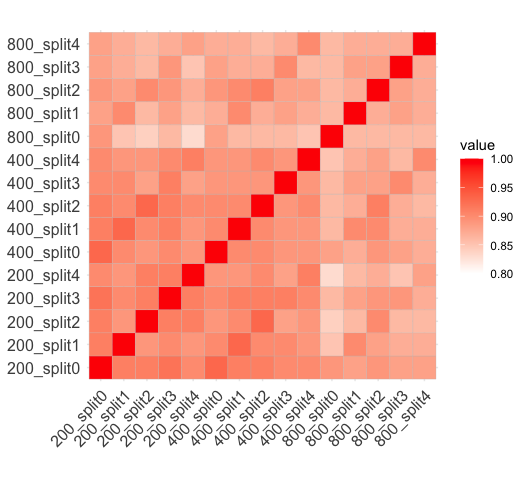 800_split4
800_split3
800_split2
800_split1
800_split0
400_split4
400_split3
400_split2
400_split1
400_split0
200_split4
200_split3
200_split2
200_split1
200_split0
value
1.00
0.95
0.90
0.85
0.80
200_split0
200_split1
200_split2
200_split3
200_split4
400_split0
400_split1
400_split2
400_split3
400_split4
800_split0
800_split1
800_split2
800_split3
800_split4